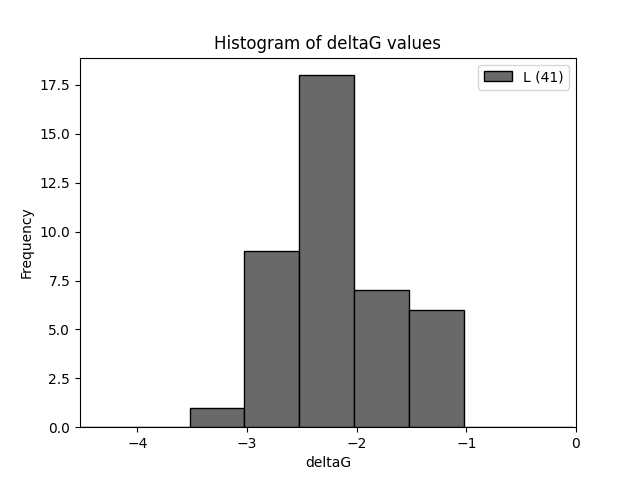 Histogram of deltaG values
L (41)
17.5
15.0
12.5
10.0
7.5
5.0
2.5
0.0
Frequency
−4 −3 −2 −1 0
deltaG